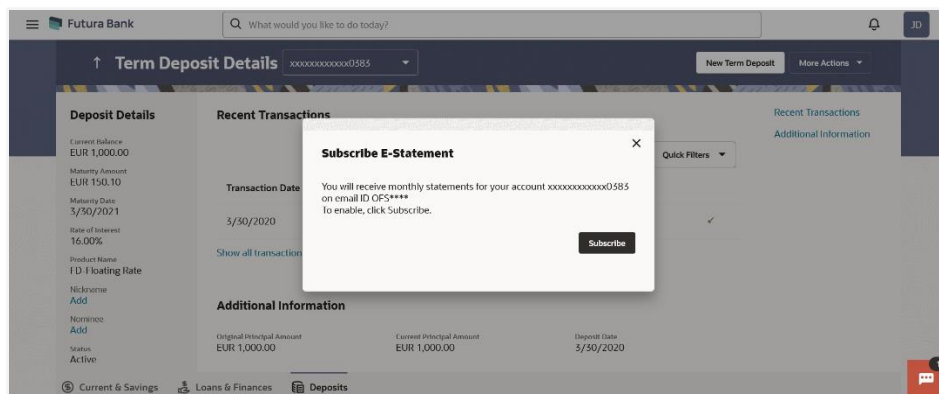 Futura Bank
What would you like to do today?
JD
↑ Term Deposit Details xxxxxxxxxxxx0383
New Term Deposit
More Actions
Deposit Details
Current Balance
EUR 1,000.00
Maturity Amount
EUR 150.10
Maturity Date
3/30/2021
Rate of Interest
16.00%
Product Name
FD-Floating Rate
Nickname
Add
Nominee
Add
Status
Active
Recent Transactions
Quick Filters
Transaction Date
3/30/2020
Show all transaction
Subscribe E-Statement
You will receive monthly statements for your account xxxxxxxxxxxx0383
on email ID OFS****
To enable, click Subscribe.
Subscribe
Additional Information
Original Principal Amount
EUR 1,000.00
Current Principal Amount
EUR 1,000.00
Deposit Date
3/30/2020
Recent Transactions
Additional Information
Current & Savings
Loans & Finances
Deposits